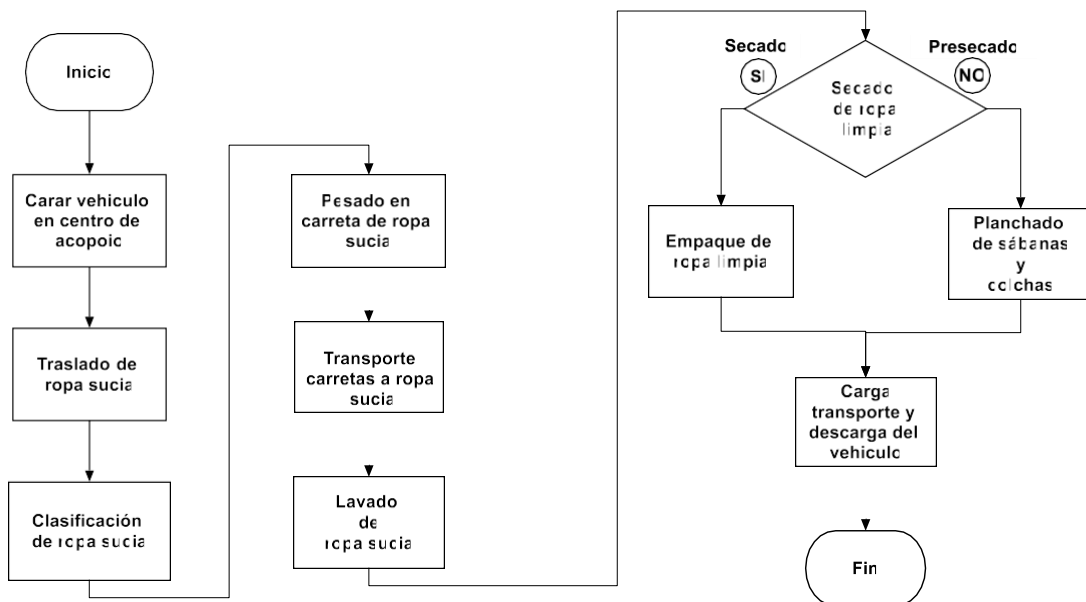 Inicio
Carar vehiculo
en centro de
acopoic
Traslado de
ropa sucia
Clasificación
de ropa sucia
Pesado en
carreta de ropa
sucia
Transporte
carretas a ropa
sucia
Lavado
de
ropa sucia
Secado
SI
Presecado
NO
Secado
de ropa
limpia
Empaque de
ropa limpia
Planchado
de sábanas
y
colchas
Carga
transporte y
descarga del
vehiculo
Fin